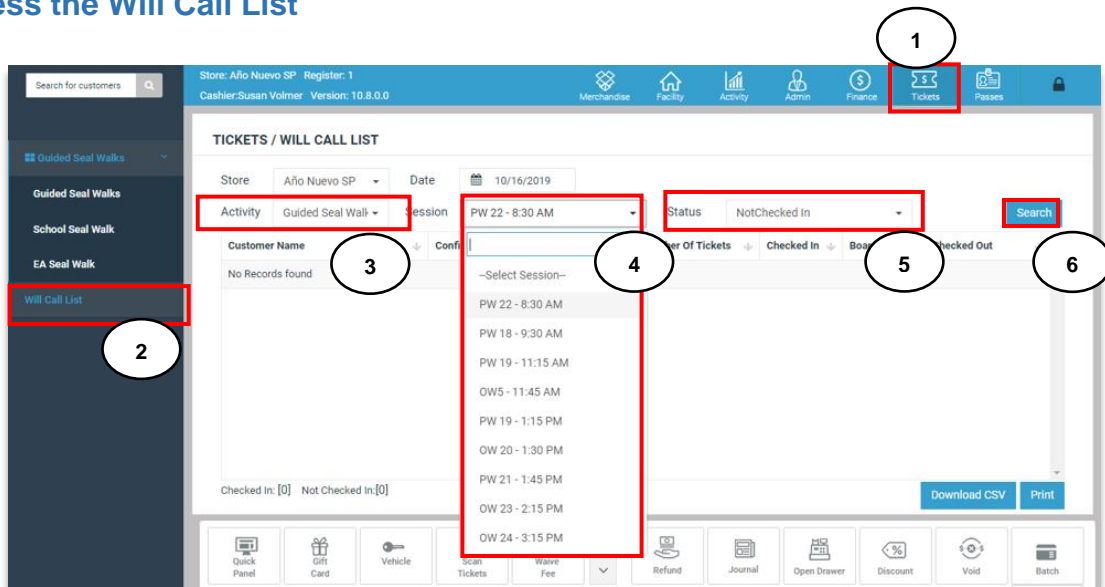 ess the Will Call List
1
Search for customers
Store: Año Nuevo SP Register: 1
Cashier:Susan Volmer Version: 10.8.0.0
Merchandise Facility Activity Admin Finance Tickets Passes
Guided Seal Walks
Guided Seal Walks
School Seal Walk
EA Seal Walk
Will Call List
2
TICKETS / WILL CALL LIST
Store Año Nuevo SP Date 10/16/2019
Activity Guided Seal Wal Session PW 22 - 8:30 AM Status NotChecked In Search
Customer Name Confi ber Of Tickets Checked In Boar hecked Out
No Records found
3
4
5
6
--Select Session--
PW 22 - 8:30 AM
PW 18 - 9:30 AM
PW 19 - 11:15 AM
OW5 - 11:45 AM
PW 19 - 1:15 PM
OW 20 - 1:30 PM
PW 21 - 1:45 PM
OW 23 - 2:15 PM
OW 24 - 3:15 PM
Checked In: [0] Not Checked In:[0]
Download CSV Print
Quick Panel
Gift Card
Vehicle
Scan Tickets
Waive Fee
Refund
Journal
Open Drawer
Discount
Void
Batch